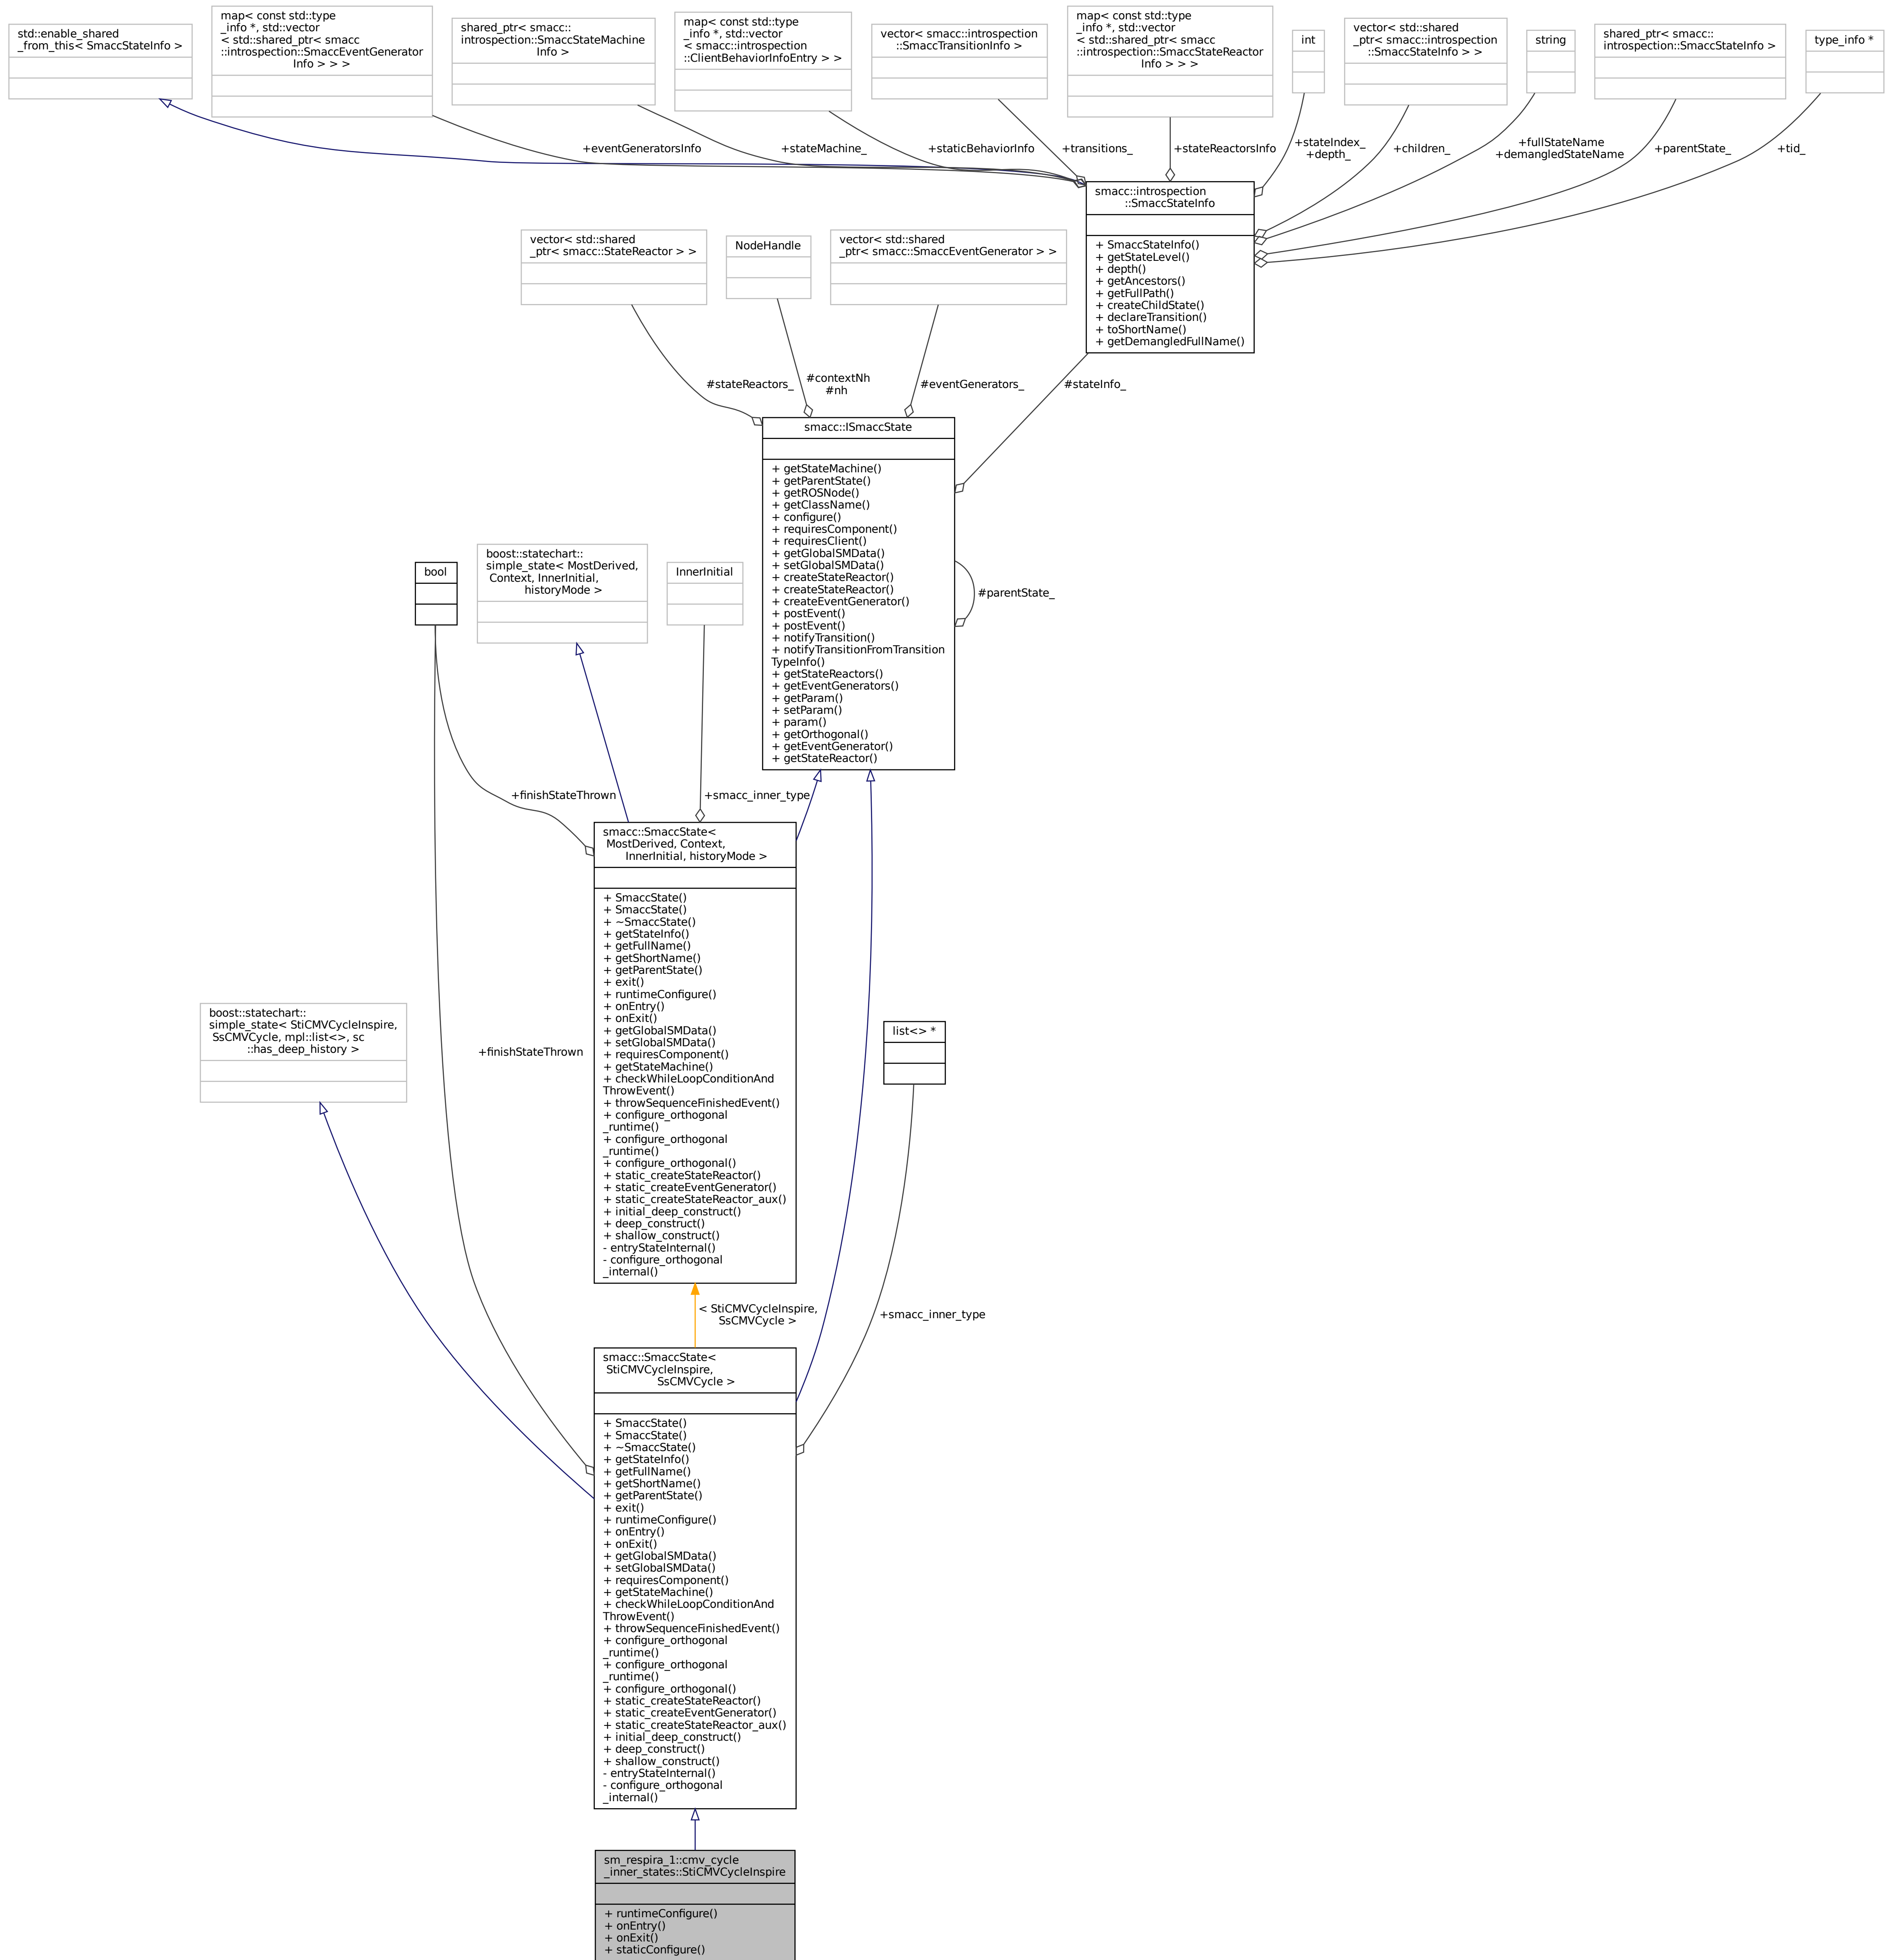 std::enable_shared
_from_this< SmaccStateInfo >
map< const std::type
_info *, std::vector
< std::shared_ptr< smacc
::introspection::SmaccEventGenerator
Info > > >
shared_ptr< smacc::
introspection::SmaccStateMachine
Info >
map< const std::type
_info *, std::vector
< smacc::introspection
::ClientBehaviorInfoEntry > >
vector< smacc::introspection
::SmaccTransitionInfo >
map< const std::type
_info *, std::vector
< std::shared_ptr< smacc
::introspection::SmaccStateReactor
Info > > >
int
vector< std::shared
_ptr< smacc::introspection
::SmaccStateInfo > >
string
shared_ptr< smacc::
introspection::SmaccStateInfo >
type_info *
+eventGeneratorsInfo
+stateMachine_
+staticBehaviorInfo
+transitions_
+stateReactorsInfo
+stateIndex_
+depth_
+children_
+fullStateName
+demangledStateName
+parentState_
+tid_
smacc::introspection
::SmaccStateInfo
+ SmaccStateInfo()
+ getStateLevel()
+ depth()
+ getAncestors()
+ getFullPath()
+ createChildState()
+ declareTransition()
+ toShortName()
+ getDemangledFullName()
vector< std::shared
_ptr< smacc::StateReactor > >
NodeHandle
vector< std::shared
_ptr< smacc::SmaccEventGenerator > >
#stateReactors_
#contextNh
#nh
#eventGenerators_
#stateInfo_
smacc::ISmaccState
+ getStateMachine()
+ getParentState()
+ getROSNode()
+ getClassName()
+ configure()
+ requiresComponent()
+ requiresClient()
+ getGlobalSMData()
+ setGlobalSMData()
+ createStateReactor()
+ createStateReactor()
+ createEventGenerator()
+ postEvent()
+ postEvent()
+ notifyTransition()
+ notifyTransitionFromTransition
TypeInfo()
+ getStateReactors()
+ getEventGenerators()
+ getParam()
+ setParam()
+ param()
+ getOrthogonal()
+ getEventGenerator()
+ getStateReactor()
#parentState_
bool
boost::statechart::
simple_state< MostDerived,
Context, InnerInitial,
historyMode >
InnerInitial
+finishStateThrown
+smacc_inner_type
smacc::SmaccState<
MostDerived, Context,
InnerInitial, historyMode >
+ SmaccState()
+ SmaccState()
+ ~SmaccState()
+ getStateInfo()
+ getFullName()
+ getShortName()
+ getParentState()
+ exit()
+ runtimeConfigure()
+ onEntry()
+ onExit()
+ getGlobalSMData()
+ setGlobalSMData()
+ requiresComponent()
+ getStateMachine()
+ checkWhileLoopConditionAnd
ThrowEvent()
+ throwSequenceFinishedEvent()
+ configure_orthogonal
_runtime()
+ configure_orthogonal
_runtime()
+ configure_orthogonal()
+ static_createStateReactor()
+ static_createEventGenerator()
+ static_createStateReactor_aux()
+ initial_deep_construct()
+ deep_construct()
+ shallow_construct()
- entryStateInternal()
- configure_orthogonal
_internal()
boost::statechart::
simple_state< StiCMVCycleInspire,
SsCMVCycle, mpl::list<>, sc
::has_deep_history >
+finishStateThrown
list<> *
< StiCMVCycleInspire,
SsCMVCycle >
+smacc_inner_type
smacc::SmaccState<
StiCMVCycleInspire,
SsCMVCycle >
+ SmaccState()
+ SmaccState()
+ ~SmaccState()
+ getStateInfo()
+ getFullName()
+ getShortName()
+ getParentState()
+ exit()
+ runtimeConfigure()
+ onEntry()
+ onExit()
+ getGlobalSMData()
+ setGlobalSMData()
+ requiresComponent()
+ getStateMachine()
+ checkWhileLoopConditionAnd
ThrowEvent()
+ throwSequenceFinishedEvent()
+ configure_orthogonal
_runtime()
+ configure_orthogonal
_runtime()
+ configure_orthogonal()
+ static_createStateReactor()
+ static_createEventGenerator()
+ static_createStateReactor_aux()
+ initial_deep_construct()
+ deep_construct()
+ shallow_construct()
- entryStateInternal()
- configure_orthogonal
_internal()
sm_respira_1::cmv_cycle
_inner_states::StiCMVCycleInspire
+ runtimeConfigure()
+ onEntry()
+ onExit()
+ staticConfigure()